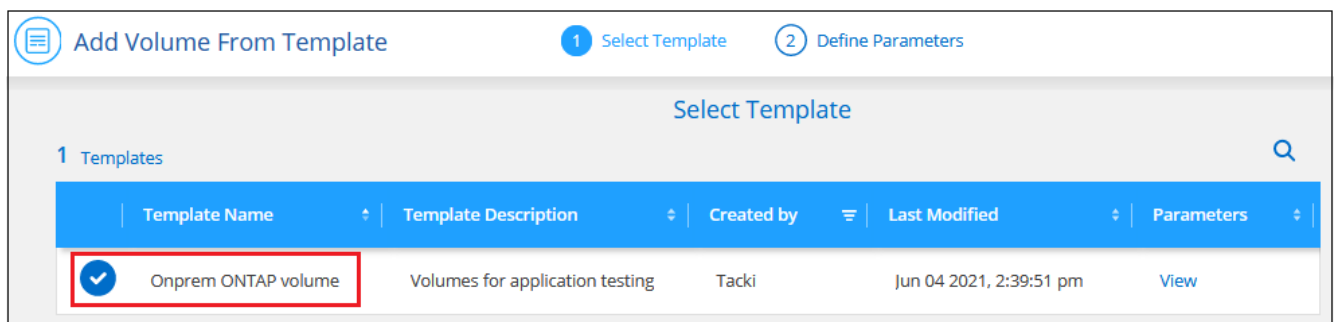 Add Volume From Template
1 Select Template 2 Define Parameters
Select Template
1 Templates
Template Name Template Description Created by Last Modified Parameters
Onprem ONTAP volume Volumes for application testing Tacki Jun 04 2021, 2:39:51 pm View